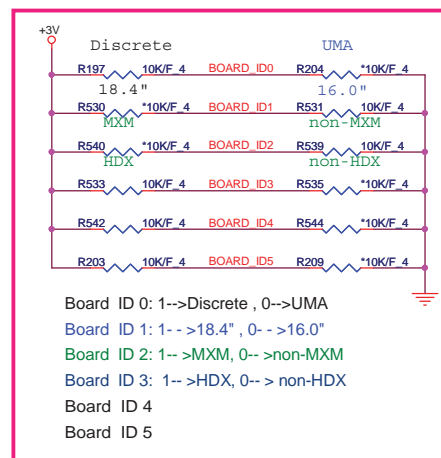 +3V
Discrete UMA
R197 10K/F_4 BOARD_ID0 R204 *10K/F_4
18.4" 16.0"
R530 *10K/F_4 BOARD_ID1 R531 10K/F_4
MXM non-MXM
R540 *10K/F_4 BOARD_ID2 R539 10K/F_4
HDX non-HDX
R533 10K/F_4 BOARD_ID3 R535 *10K/F_4
R542 10K/F_4 BOARD_ID4 R544 *10K/F_4
R203 10K/F_4 BOARD_ID5 R209 *10K/F_4
Board ID 0: 1-->Discrete , 0-->UMA
Board ID 1: 1- - >18.4" , 0- - >16.0"
Board ID 2: 1-- >MXM, 0-- >non-MXM
Board ID 3: 1-- >HDX, 0-- > non-HDX
Board ID 4
Board ID 5